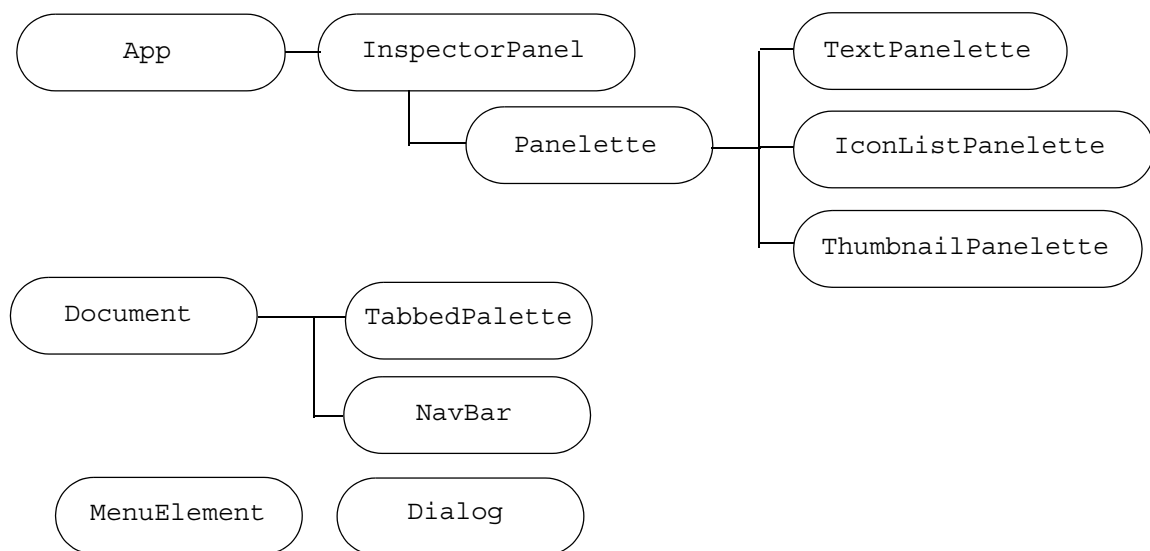 App
InspectorPanel
TextPanelette
Panelette
IconListPanelette
ThumbnailPanelette
Document
TabbedPalette
NavBar
MenuElement
Dialog